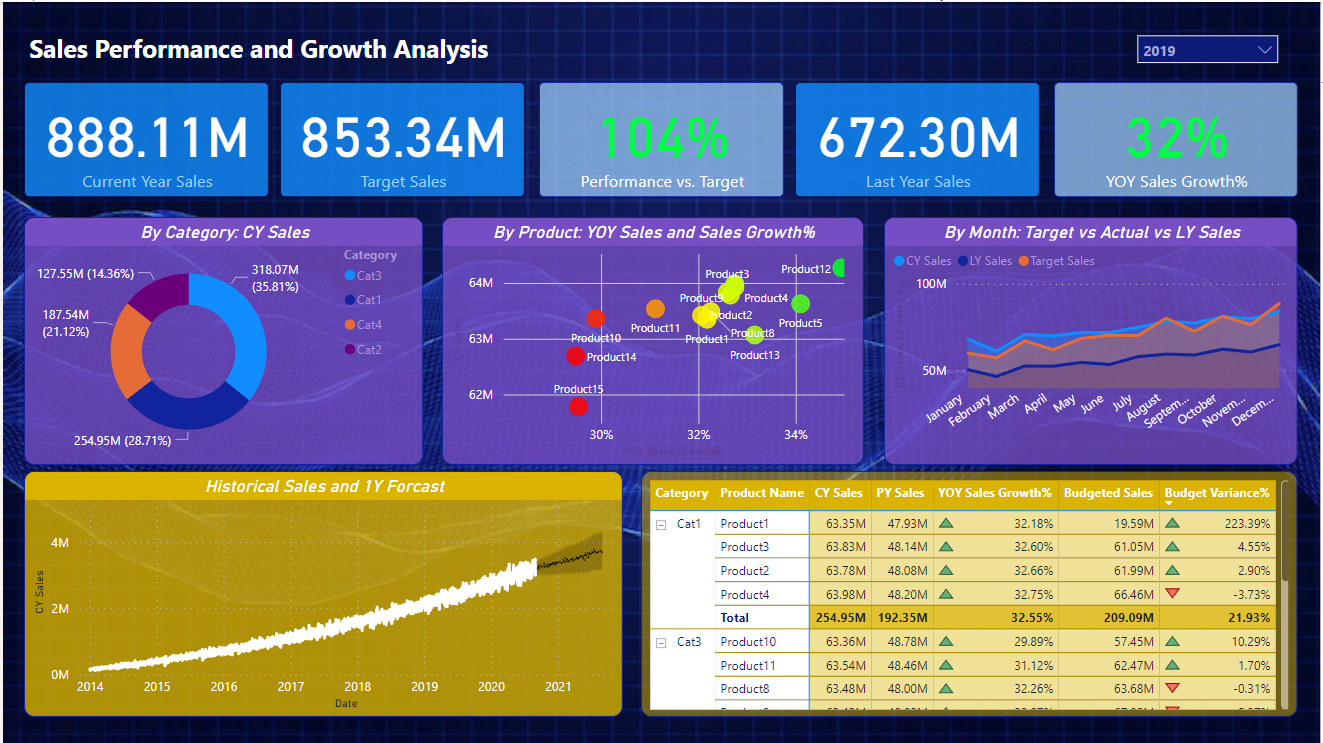 Sales Performance and Growth Analysis
2019
888.11M
Current Year Sales
853.34M
Target Sales
104%
Performance vs. Target
672.30M
Last Year Sales
32%
YOY Sales Growth%
By Category: CY Sales
Category
Cat3
Cat1
Cat4
Cat2
127.55M (14.36%)
318.07M
(35.81%)
187.54M
(21.12%)
254.95M (28.71%)
By Product: YOY Sales and Sales Growth%
64M
63M
62M
30%
32%
34%
YOY Sales Growth%
Product3
Product12
Product9
Product4
Product2
Product5
Product11
Product10
Product1
Product8
Product13
Product14
Product15
By Month: Target vs Actual vs LY Sales
CY Sales LY Sales Target Sales
100M
50M
January
February
March
April
May
June
July
August
Septem...
October
Novem...
Decem...
Historical Sales and 1Y Forcast
CY Sales
4M
2M
0M
2014 2015 2016 2017 2018 2019 2020 2021
Date
Category Product Name CY Sales PY Sales YOY Sales Growth% Budgeted Sales Budget Variance%
Cat1 Product1 63.35M 47.93M 32.18% 19.59M 223.39%
Product3 63.83M 48.14M 32.60% 61.05M 4.55%
Product2 63.78M 48.08M 32.66% 61.99M 2.90%
Product4 63.98M 48.20M 32.75% 66.46M -3.73%
Total 254.95M 192.35M 32.55% 209.09M 21.93%
Cat3 Product10 63.36M 48.78M 29.89% 57.45M 10.29%
Product11 63.54M 48.46M 31.12% 62.47M 1.70%
Product8 63.48M 48.00M 32.26% 63.68M -0.31%